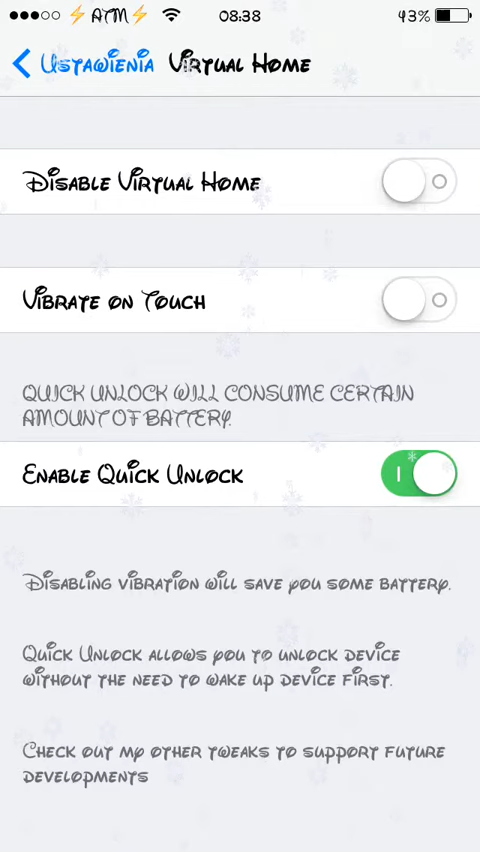 ATM 08:38 43%
Ustawienia Virtual Home
Disable Virtual Home
Vibrate on Touch
QUICK UNLOCK WILL CONSUME CERTAIN
AMOUNT OF BATTERY.
Enable Quick Unlock
Disabling vibration will save you some battery.
Quick Unlock allows you to unlock device
without the need to wake up device first.
Check out my other tweaks to support future
developments